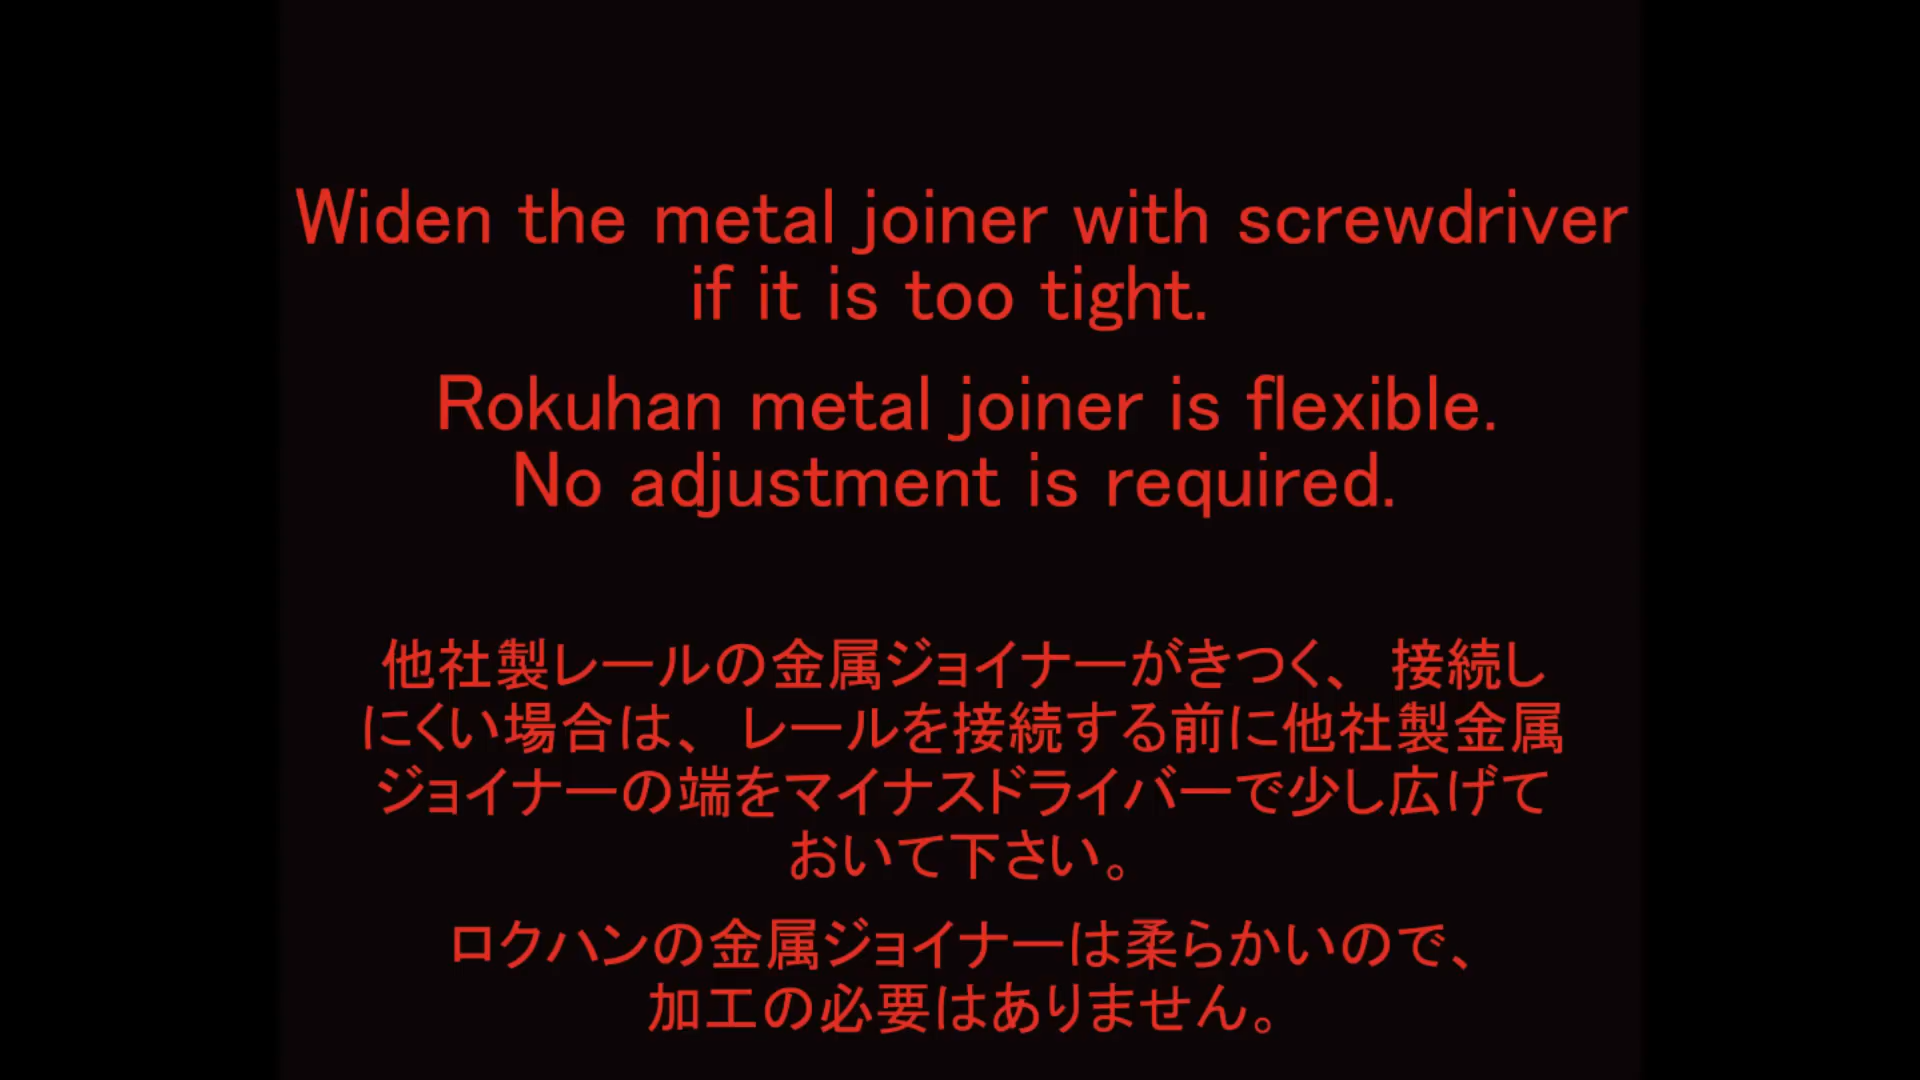 Widen the metal joiner with screwdriver
if it is too tight.
Rokuhan metal joiner is flexible.
No adjustment is required.
他社製レールの金属ジョイナーがきつく、接続し
にくい場合は、レールを接続する前に他社製金属
ジョイナーの端をマイナスドライバーで少し広げて
おいて下さい。
ロクハンの金属ジョイナーは柔らかいので、
加工の必要はありません。